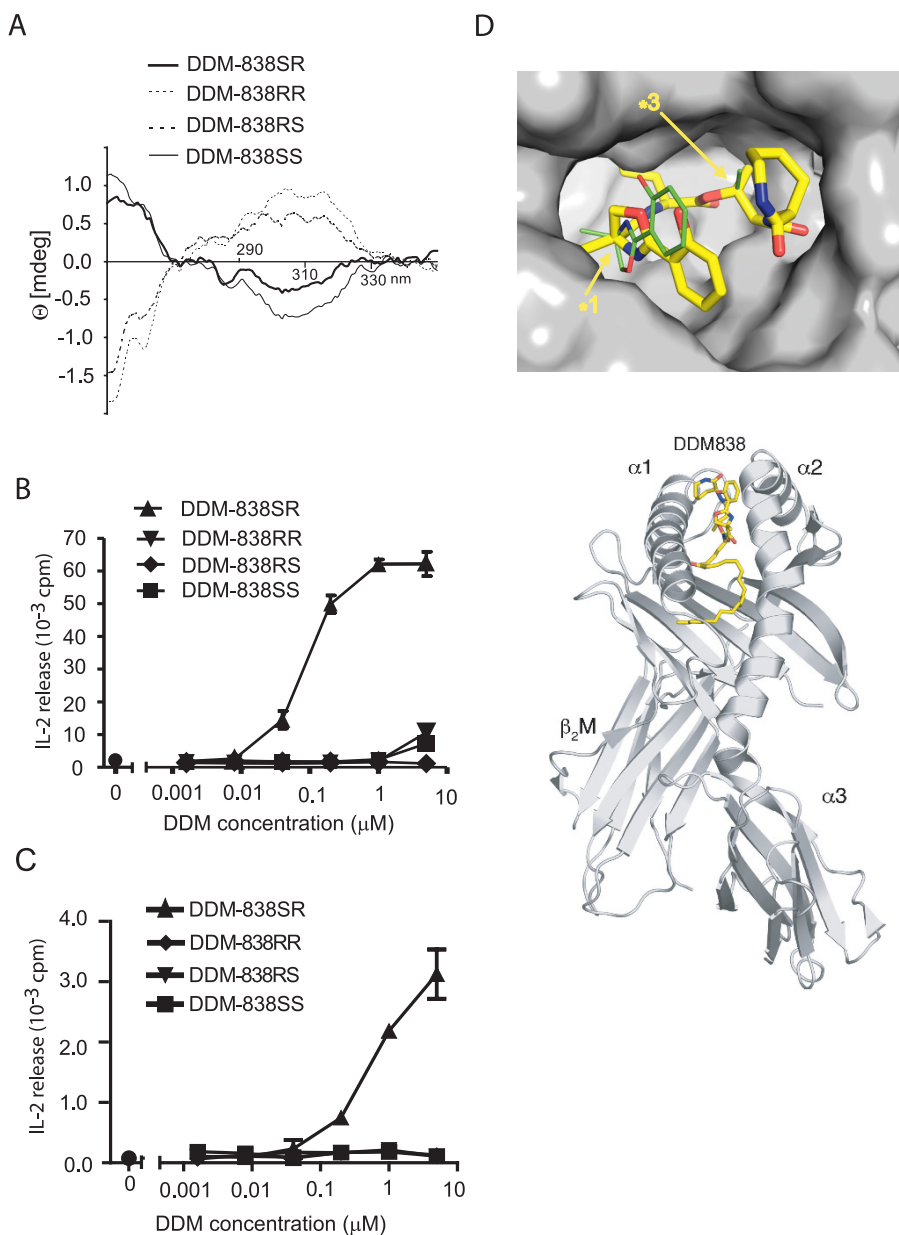 A
DDM-838SR
DDM-838RR
DDM-838RS
DDM-838SS
Θ [mdeg]
1.0
0.5
0.0
-0.5
-1.0
-1.5
290
310
330 nm
B
DDM-838SR
DDM-838RR
DDM-838RS
DDM-838SS
IL-2 release (10⁻³ cpm)
70
60
50
40
30
20
10
0
0 0.001 0.01 0.1 1 10
DDM concentration (μM)
C
DDM-838SR
DDM-838RR
DDM-838RS
DDM-838SS
IL-2 release (10⁻³ cpm)
4.0
3.0
2.0
1.0
0.0
0 0.001 0.01 0.1 1 10
DDM concentration (μM)
D
*3
*1
DDM838
α1
α2
β₂M
α3